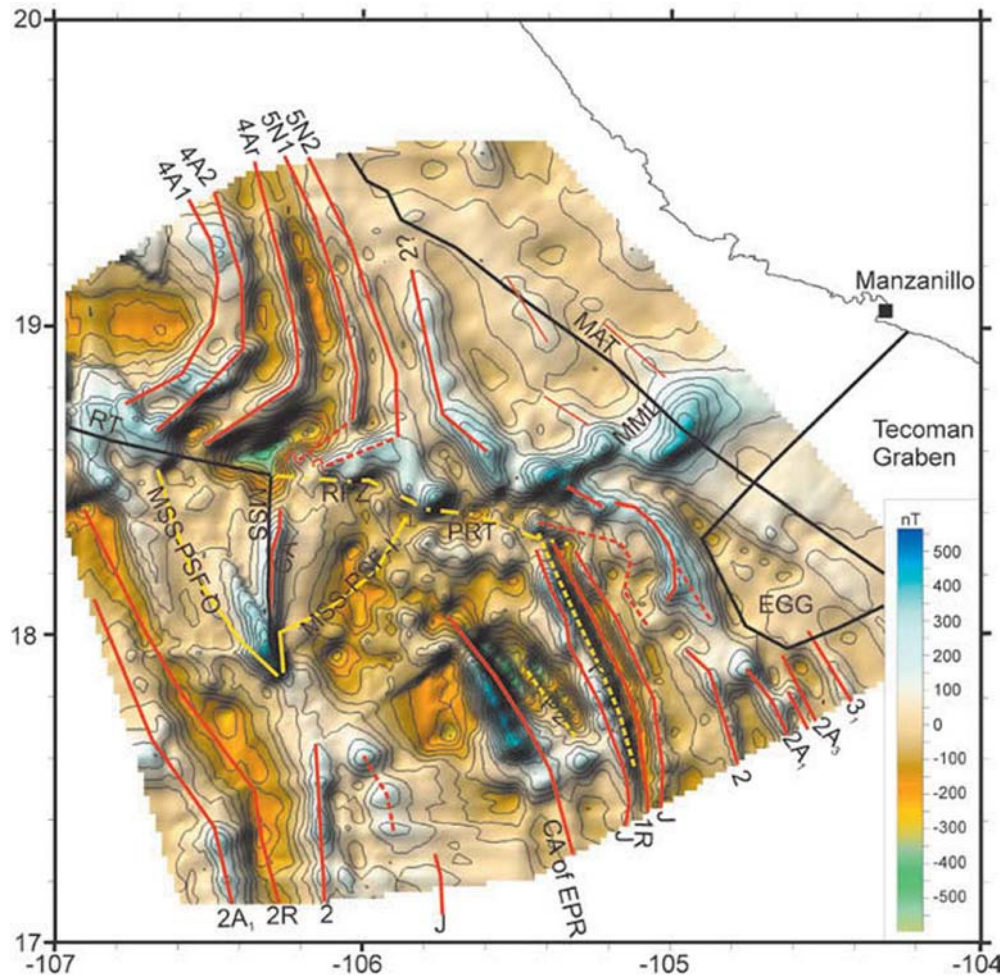 20
5N2
5N1
4Ar
4A2
4A1
2?
Manzanillo
19
MAT
MML
RT
Tecoman
Graben
RFZ
MSS
CA
MSS-PSF-O
MSS-PSF-I
PRT
nT
500
400
300
200
100
0
-100
-200
-300
-400
-500
EGG
18
3₁
2A₃
2A₁
2
J
1R
J
CA of EPR
J
2
2R
2A₁
17
-107
-106
-105
-104